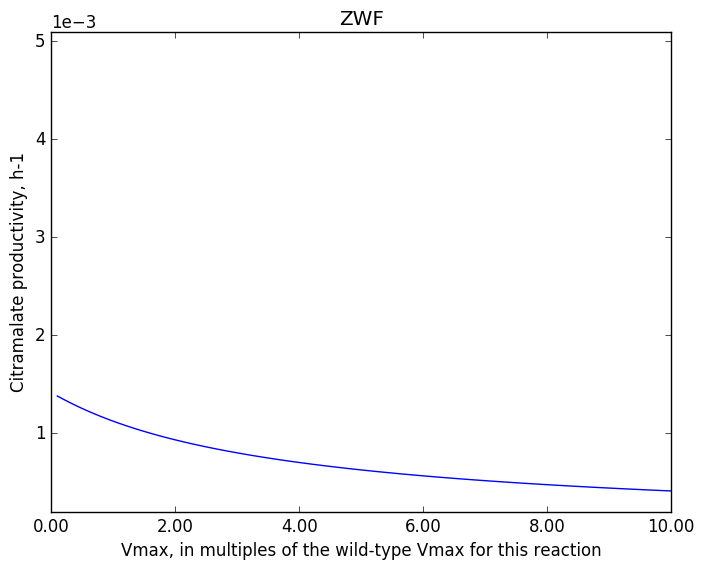 ZWF
1e−3
5
4
3
2
1
Citramalate productivity, h-1
0.00 2.00 4.00 6.00 8.00 10.00
Vmax, in multiples of the wild-type Vmax for this reaction